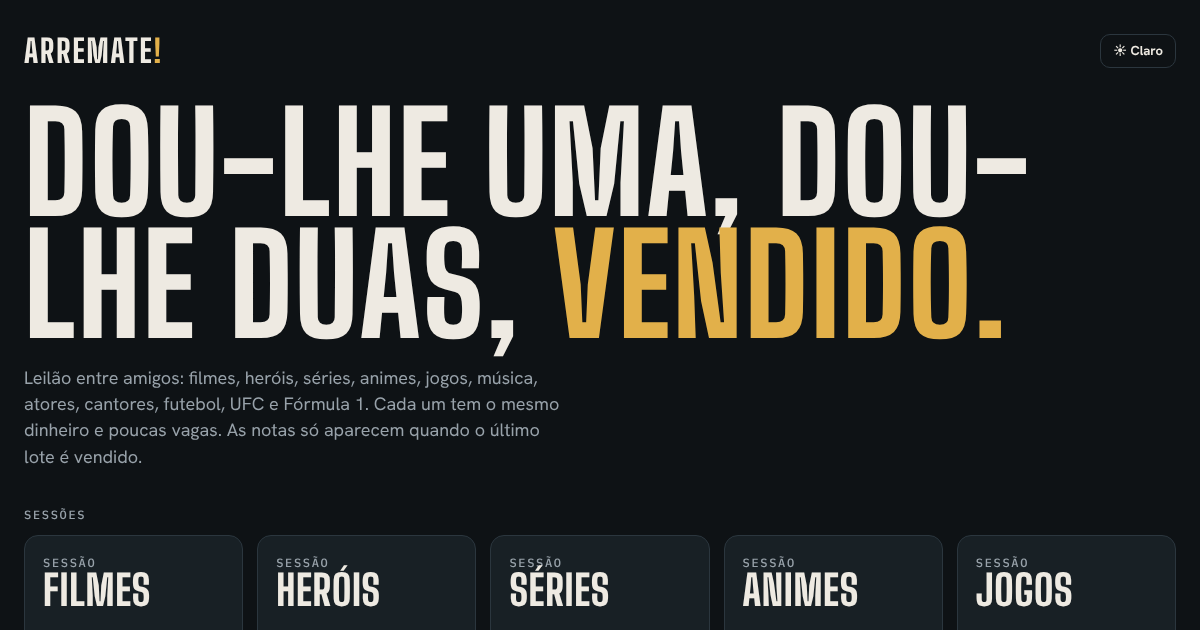 ARREMATE!
☀ Claro
DOU-LHE UMA, DOU-
LHE DUAS, VENDIDO.
Leilão entre amigos: filmes, heróis, séries, animes, jogos, música,
atores, cantores, futebol, UFC e Fórmula 1. Cada um tem o mesmo
dinheiro e poucas vagas. As notas só aparecem quando o último
lote é vendido.
SESSÕES
SESSÃO
FILMES
SESSÃO
HERÓIS
SESSÃO
SÉRIES
SESSÃO
ANIMES
SESSÃO
JOGOS